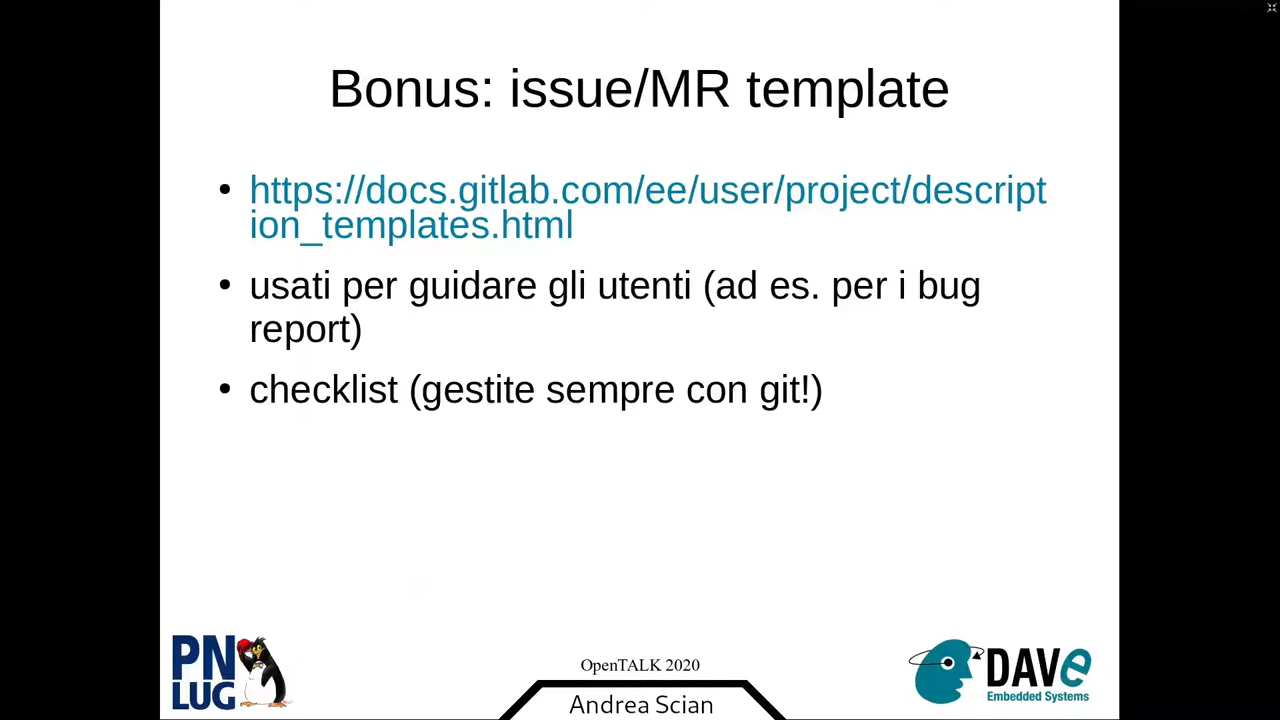 Bonus: issue/MR template
• https://docs.gitlab.com/ee/user/project/descript
ion_templates.html
• usati per guidare gli utenti (ad es. per i bug
report)
• checklist (gestite sempre con git!)
PN
LUG
OpenTALK 2020
Andrea Scian
DAVe
Embedded Systems